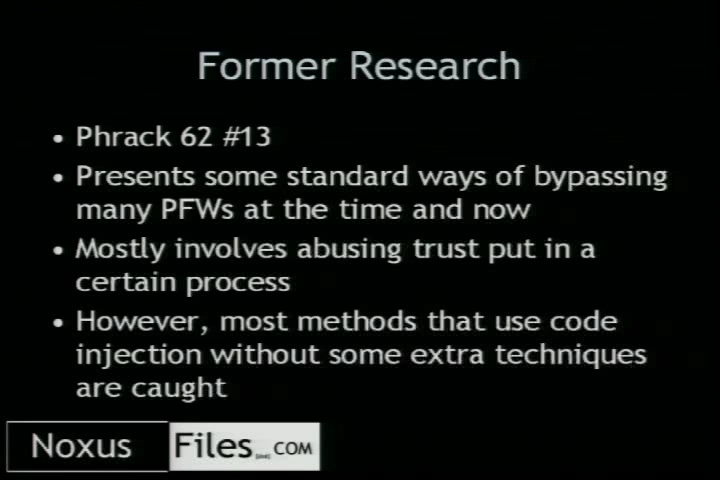 Former Research
• Phrack 62 #13
• Presents some standard ways of bypassing
many PFWs at the time and now
• Mostly involves abusing trust put in a
certain process
• However, most methods that use code
injection without some extra techniques
are caught
Noxus Files .COM